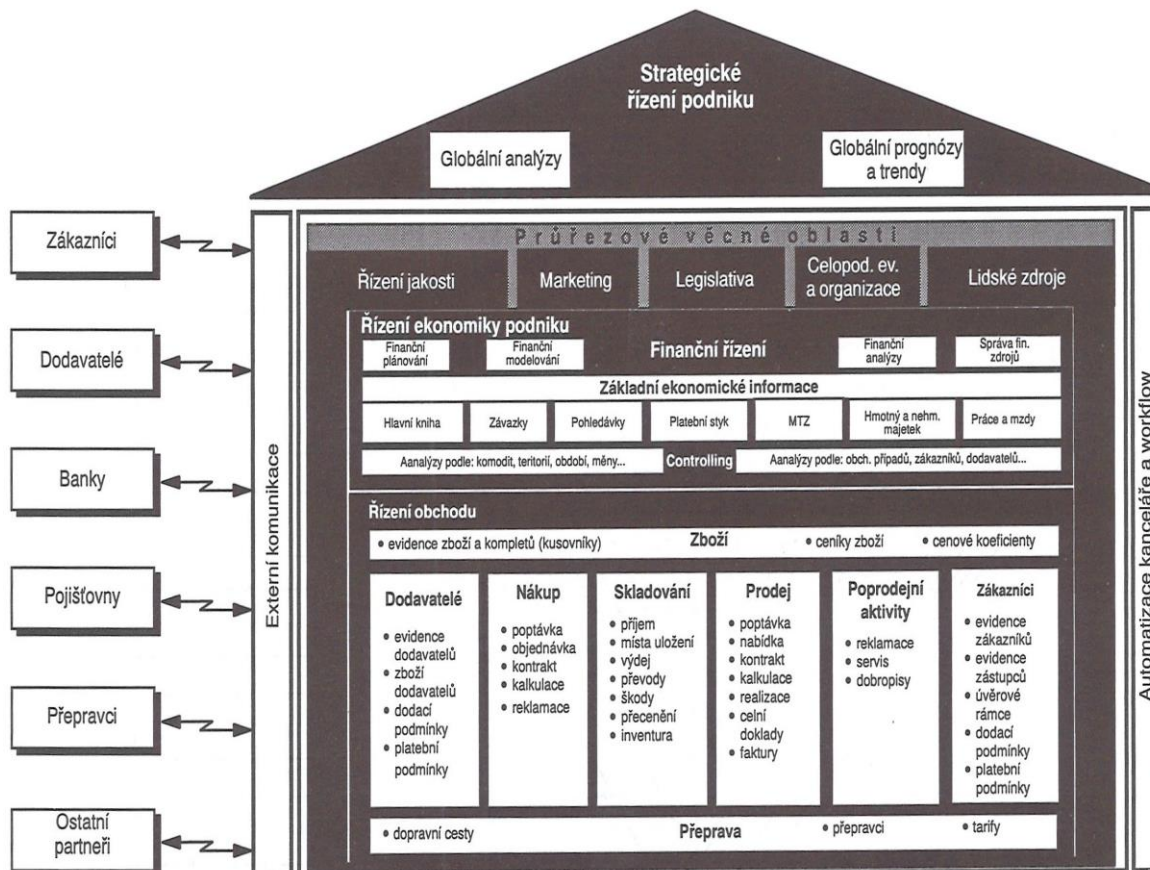 Strategické
řízení podniku
Globální analýzy
Globální prognózy
a trendy
Zákazníci
Dodavatelé
Banky
Pojišťovny
Přepravci
Ostatní
partneři
Externí komunikace
Průřezové věcné oblasti
Řízení jakosti
Marketing
Legislativa
Celopod. ev.
a organizace
Lidské zdroje
Řízení ekonomiky podniku
Finanční
plánování
Finanční
modelování
Finanční řízení
Finanční
analýzy
Správa fin.
zdrojů
Základní ekonomické informace
Hlavní kniha
Závazky
Pohledávky
Platební styk
MTZ
Hmotný a nehm.
majetek
Práce a mzdy
Aanalýzy podle: komodit, teritorií, období, měny...
Controlling
Aanalýzy podle: obch. případů, zákazníků, dodavatelů...
Řízení obchodu
• evidence zboží a kompletů (kusovníky)
Zboží
• ceníky zboží
• cenové koeficienty
Dodavatelé
• evidence
dodavatelů
• zboží
dodavatelů
• dodací
podmínky
• platební
podmínky
Nákup
• poptávka
• objednávka
• kontrakt
• kalkulace
• reklamace
Skladování
• příjem
• místa uložení
• výdej
• převody
• škody
• přecenění
• inventura
Prodej
• poptávka
• nabídka
• kontrakt
• kalkulace
• realizace
• celní
doklady
• faktury
Poprodejní
aktivity
• reklamace
• servis
• dobropisy
Zákazníci
• evidence
zákazníků
• evidence
zástupců
• úvěrové
rámce
• dodací
podmínky
• platební
podmínky
• dopravní cesty
Přeprava
• přepravci
• tarify
Automatizace kanceláře a workflow